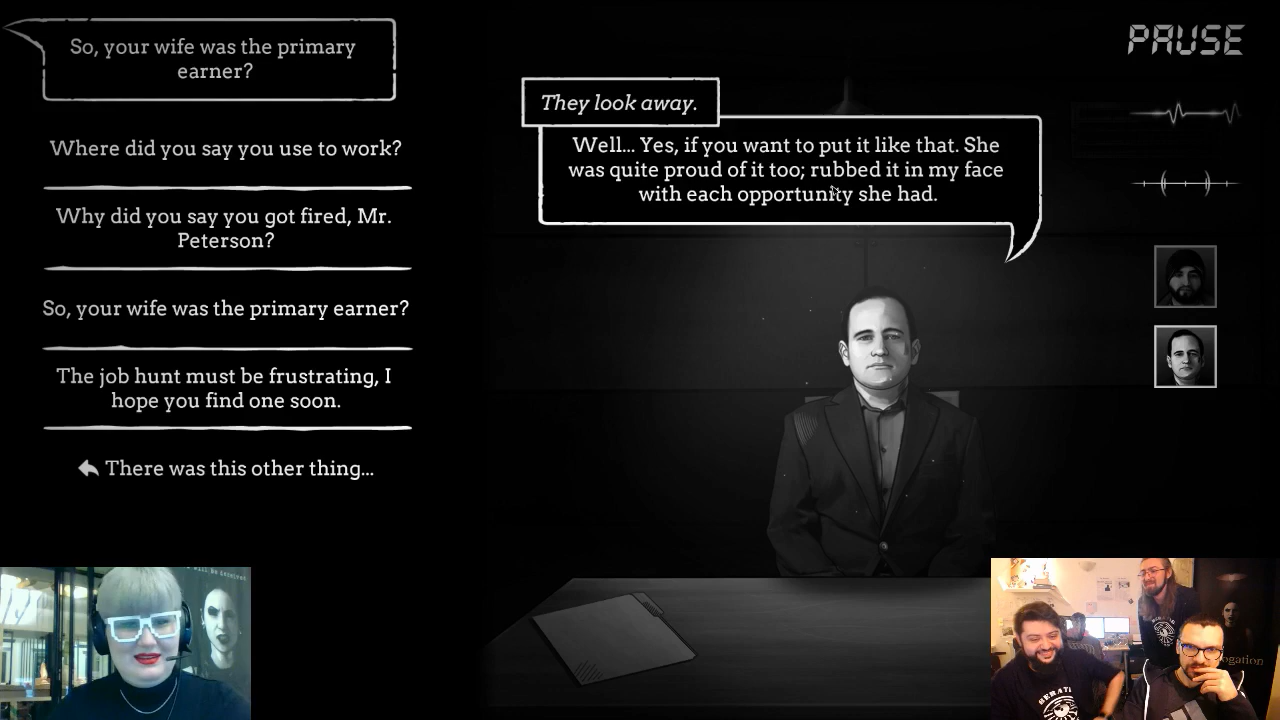 So, your wife was the primary
earner?
PAUSE
They look away.
Well... Yes, if you want to put it like that. She
was quite proud of it too; rubbed it in my face
with each opportunity she had.
Where did you say you use to work?
Why did you say you got fired, Mr.
Peterson?
So, your wife was the primary earner?
The job hunt must be frustrating, I
hope you find one soon.
There was this other thing...
ogation